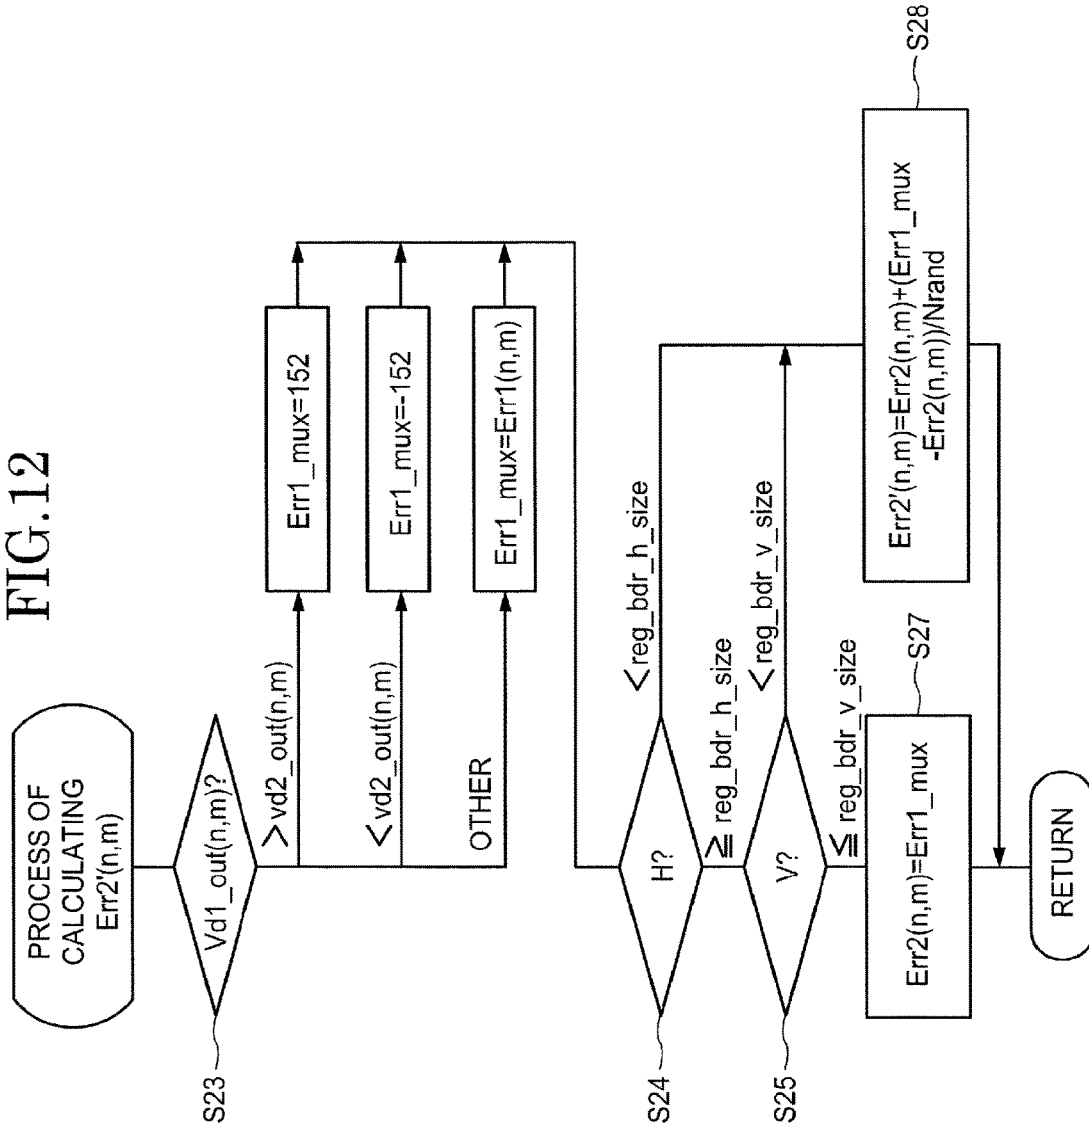 FIG.12
PROCESS OF
CALCULATING
Err2'(n,m)
S23
Vd1_out(n,m)?
>vd2_out(n,m)
Err1_mux=152
<vd2_out(n,m)
Err1_mux=-152
OTHER
Err1_mux=Err1(n,m)
S24
H?
<reg_bdr_h_size
≧reg_bdr_h_size
S25
V?
<reg_bdr_v_size
≦reg_bdr_v_size
S27
Err2(n,m)=Err1_mux
S28
Err2'(n,m)=Err2(n,m)+(Err1_mux
-Err2(n,m))/Nrand
RETURN